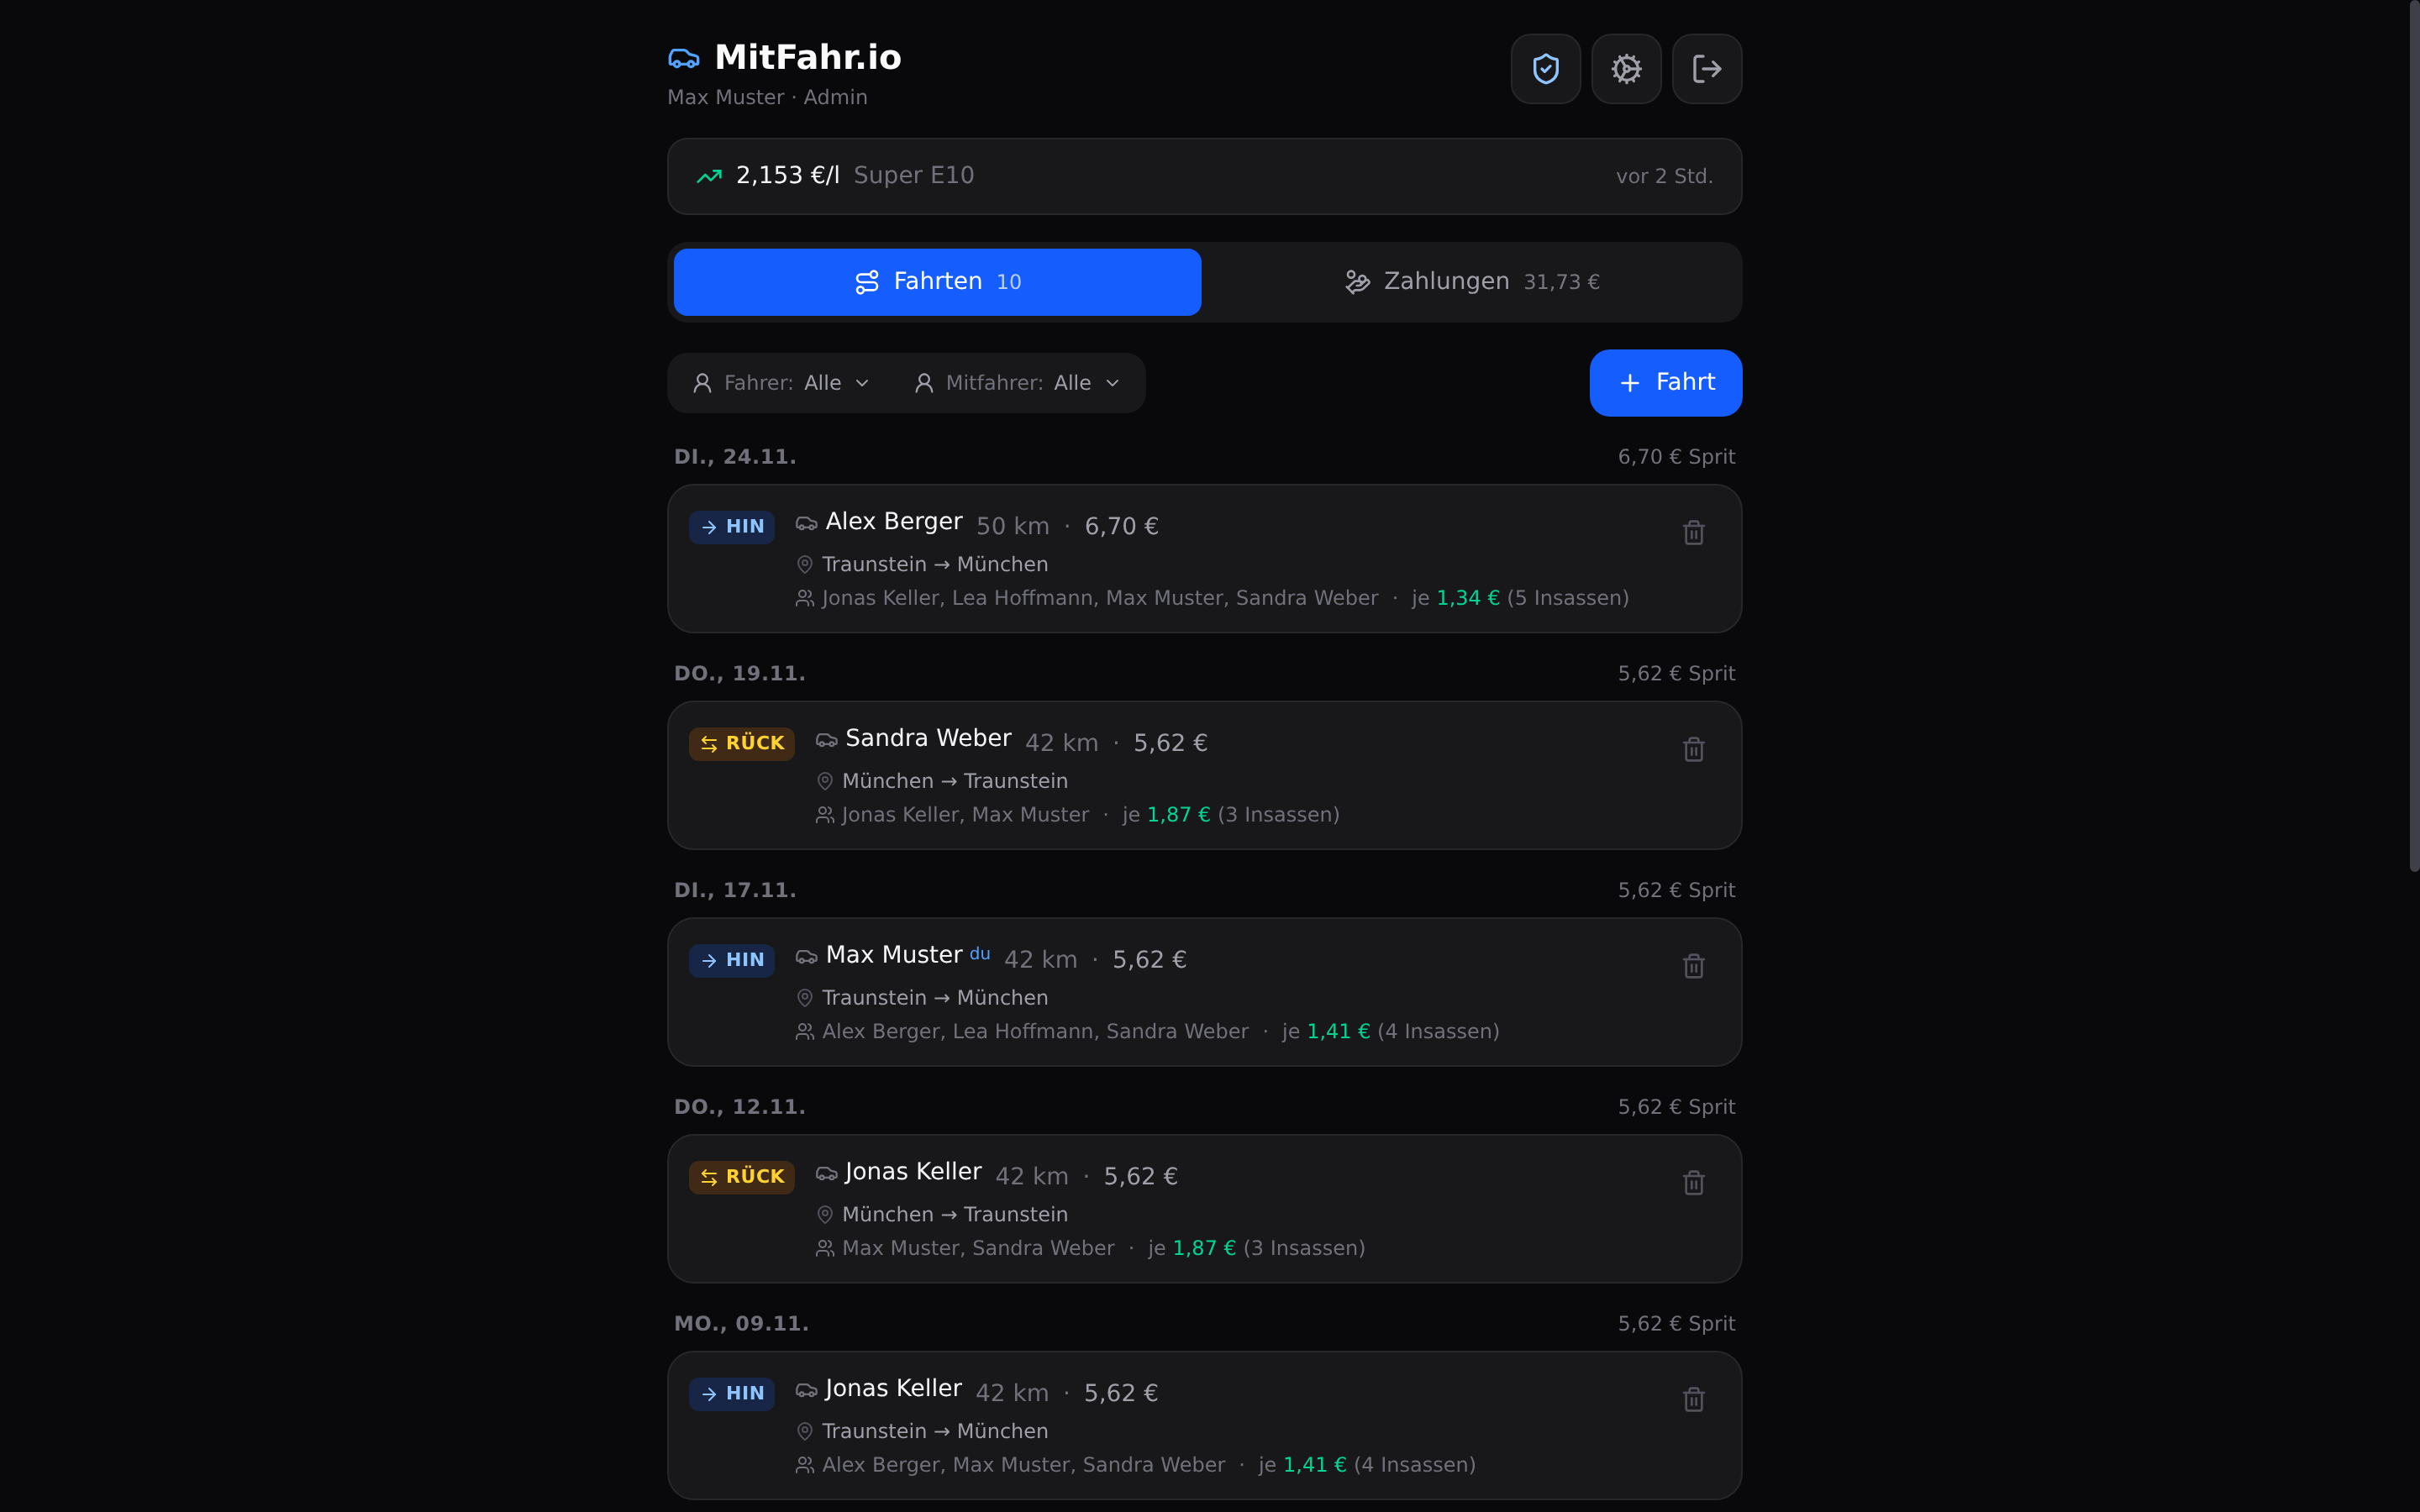 MitFahr.io
Max Muster · Admin
2,153 €/l Super E10 vor 2 Std.
Fahrten 10 Zahlungen 31,73 €
Fahrer: Alle Mitfahrer: Alle Fahrt
DI., 24.11. 6,70 € Sprit
HIN Alex Berger 50 km · 6,70 €
Traunstein → München
Jonas Keller, Lea Hoffmann, Max Muster, Sandra Weber · je 1,34 € (5 Insassen)
DO., 19.11. 5,62 € Sprit
RÜCK Sandra Weber 42 km · 5,62 €
München → Traunstein
Jonas Keller, Max Muster · je 1,87 € (3 Insassen)
DI., 17.11. 5,62 € Sprit
HIN Max Muster du 42 km · 5,62 €
Traunstein → München
Alex Berger, Lea Hoffmann, Sandra Weber · je 1,41 € (4 Insassen)
DO., 12.11. 5,62 € Sprit
RÜCK Jonas Keller 42 km · 5,62 €
München → Traunstein
Max Muster, Sandra Weber · je 1,87 € (3 Insassen)
MO., 09.11. 5,62 € Sprit
HIN Jonas Keller 42 km · 5,62 €
Traunstein → München
Alex Berger, Max Muster, Sandra Weber · je 1,41 € (4 Insassen)